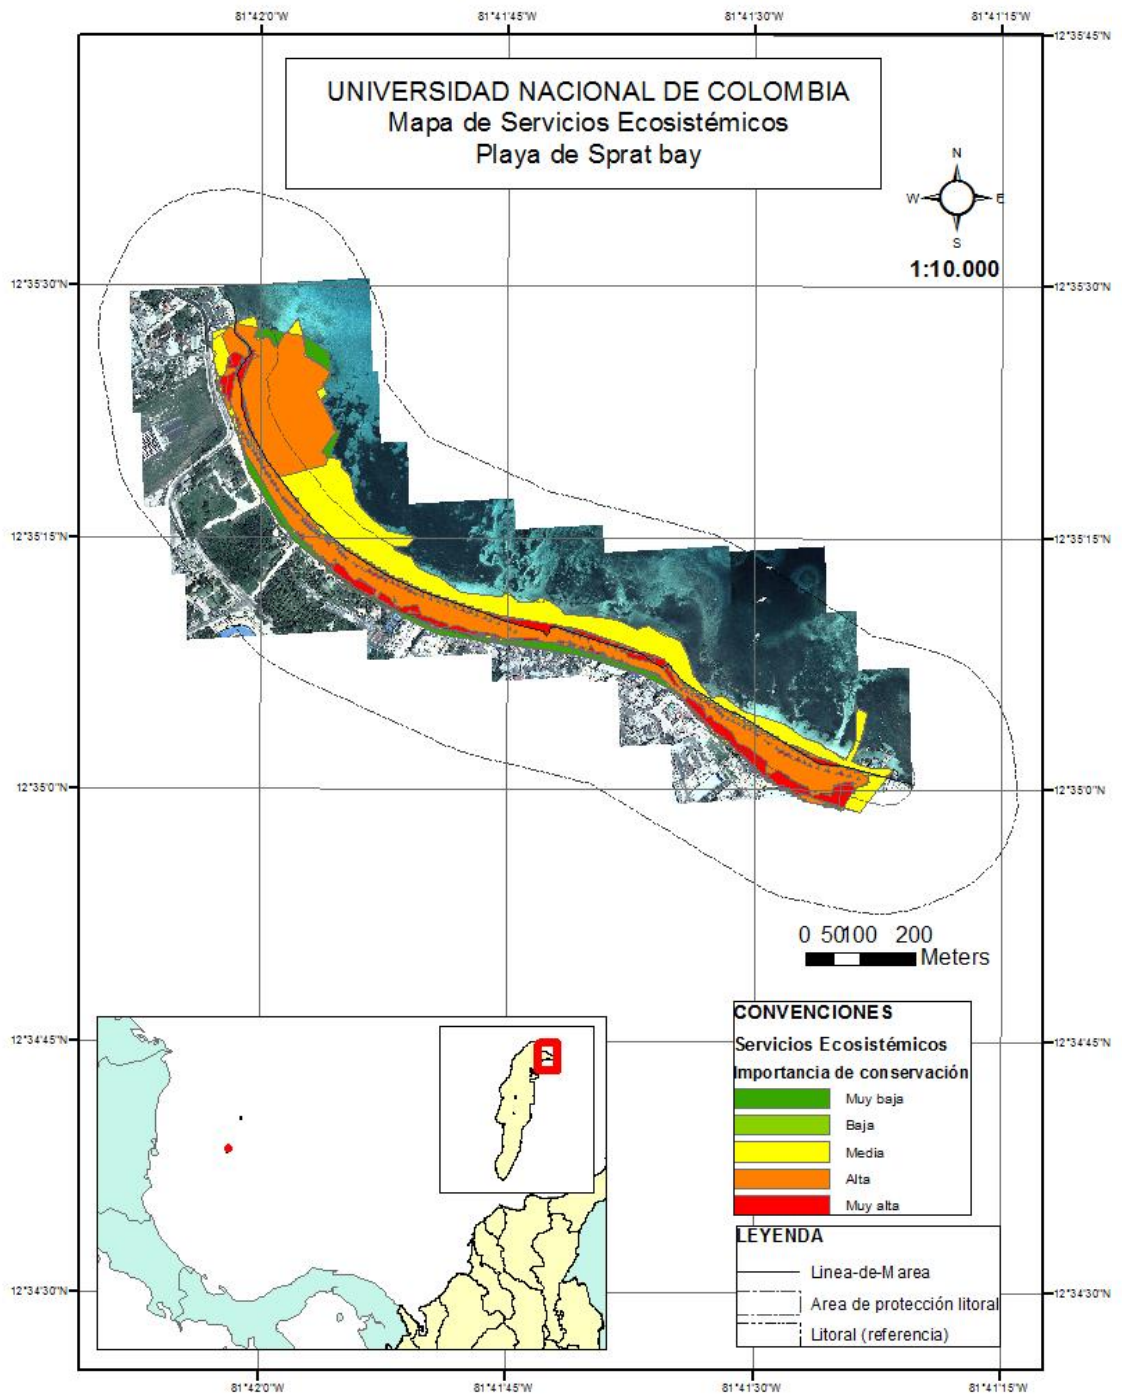 81°42'0"W 81°41'45"W 81°41'30"W 81°41'15"W
12°35'45"N
UNIVERSIDAD NACIONAL DE COLOMBIA
Mapa de Servicios Ecosistémicos
Playa de Sprat bay
N
W E
S
1:10.000
12°35'30"N 12°35'30"N
12°35'15"N 12°35'15"N
12°35'0"N 12°35'0"N
0 50 100 200
Meters
CONVENCIONES
Servicios Ecosistémicos
Importancia de conservación
Muy baja
Baja
Media
Alta
Muy alta
12°34'45"N 12°34'45"N
LEYENDA
Linea-de-Marea
Area de protección litoral
Litoral (referencia)
12°34'30"N 12°34'30"N
81°42'0"W 81°41'45"W 81°41'30"W 81°41'15"W